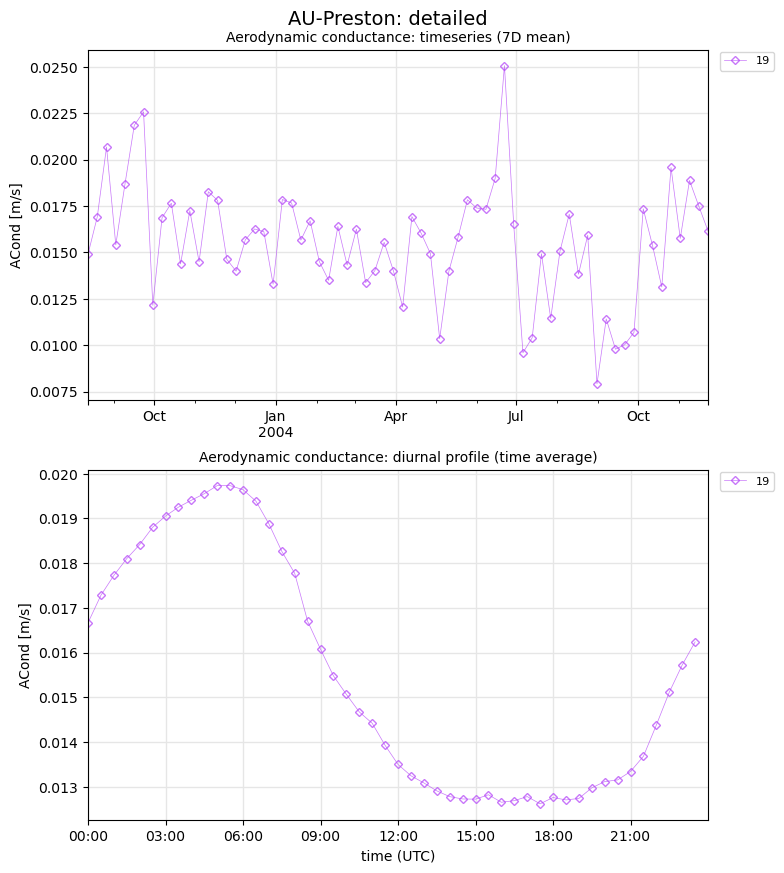 AU-Preston: detailed
Aerodynamic conductance: timeseries (7D mean)
19
0.0250
0.0225
0.0200
0.0175
0.0150
0.0125
0.0100
0.0075
ACond [m/s]
Oct
Jan
2004
Apr
Jul
Oct
Aerodynamic conductance: diurnal profile (time average)
19
0.020
0.019
0.018
0.017
0.016
0.015
0.014
0.013
ACond [m/s]
00:00
03:00
06:00
09:00
12:00
15:00
18:00
21:00
time (UTC)